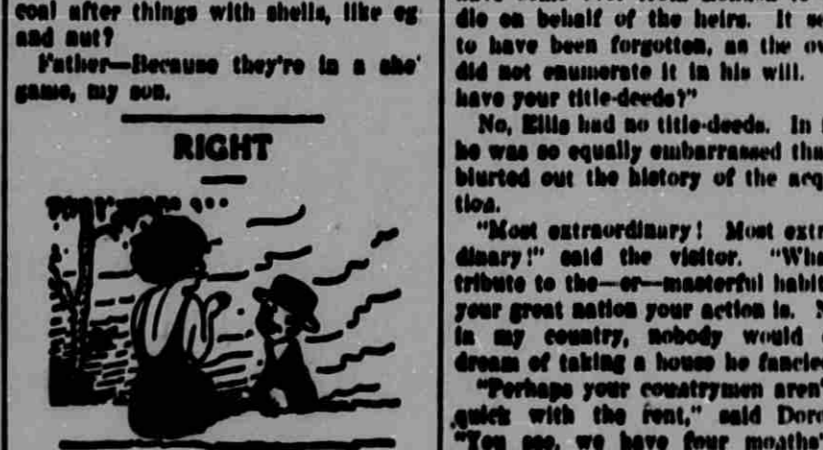 coal after things with shells, like eg
and nut?
Father—Because they're in a she'
game, my son.
RIGHT
die on behalf of the heirs. It se
to have been forgotten, as the ov
did not enumerate it in his will.
have your title-deeds?"
No, Ellis had no title-deeds. In
he was so equally embarrassed tha
blurted out the history of the acq
tion.
"Most extraordinary! Most extr
dinary!" said the visitor. "Wha
tribute to the—er—masterful habit
your great nation your action is.
in my country, nobody would
dream of taking a house he fancie
"Perhaps your countrymen aren'
quick with the rent," said Doro
"You see, we have four months'